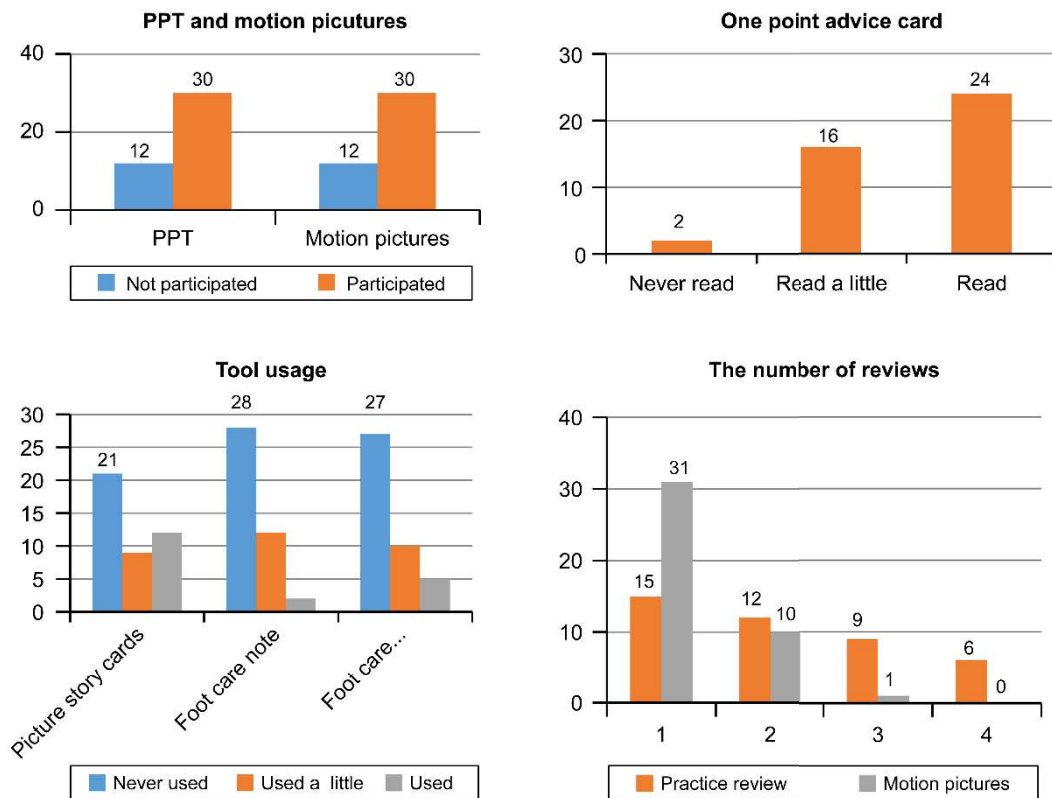 PPT and motion picutures
40
20
0
12
30
12
30
PPT
Motion pictures
Not participated
Participated
One point advice card
30
20
10
0
2
16
24
Never read
Read a little
Read
Tool usage
30
25
20
15
10
5
0
21
28
27
Picture story cards
Foot care note
Foot care...
Never used
Used a little
Used
The number of reviews
40
30
20
10
0
15
31
12
10
9
1
6
0
1
2
3
4
Practice review
Motion pictures